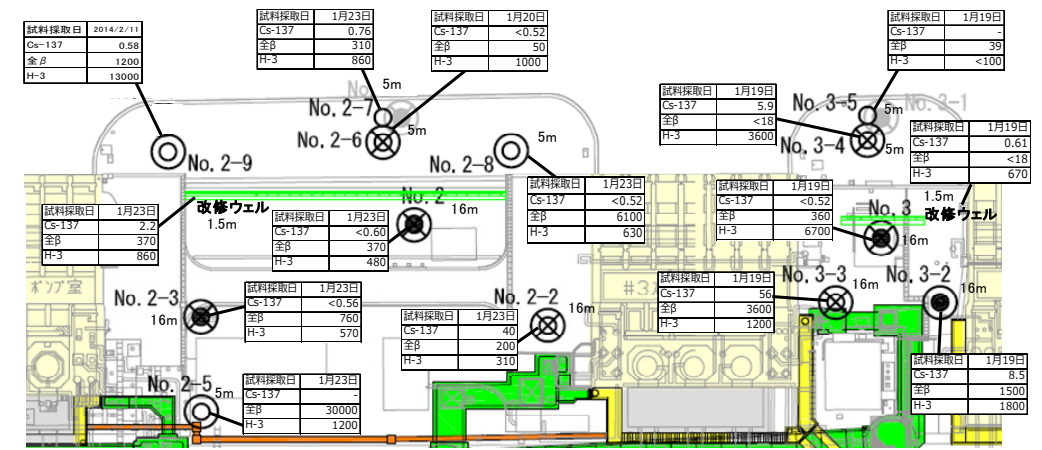 試料採取日 2014/2/11
Cs-137 0.58
全β 1200
H-3 13000
試料採取日 1月23日
Cs-137 0.76
全β 310
H-3 860
試料採取日 1月20日
Cs-137 <0.52
全β 50
H-3 1000
試料採取日 1月19日
Cs-137 -
全β 39
H-3 <100
5m
No. 2-7
No. 2-6
5m
No. 2-9
No. 2-8
5m
試料採取日 1月19日
Cs-137 5.9
全β <18
H-3 3600
No. 3-5
5m
No. 3-1
No. 3-4
5m
試料採取日 1月19日
Cs-137 0.61
全β <18
H-3 670
試料採取日 1月23日
Cs-137 2.2
全β 370
H-3 860
改修ウェル
1.5m
試料採取日 1月23日
Cs-137 <0.60
全β 370
H-3 480
No. 2
16m
試料採取日 1月23日
Cs-137 <0.52
全β 6100
H-3 630
試料採取日 1月19日
Cs-137 <0.52
全β 360
H-3 6700
No. 3
16m
1.5m
改修ウェル
ポンプ室
No. 2-3
16m
試料採取日 1月23日
Cs-137 <0.56
全β 760
H-3 570
試料採取日 1月23日
Cs-137 40
全β 200
H-3 310
No. 2-2
16m
#3
試料採取日 1月19日
Cs-137 56
全β 3600
H-3 1200
No. 3-3
16m
No. 3-2
16m
No. 2-5
5m
試料採取日 1月23日
Cs-137 -
全β 30000
H-3 1200
試料採取日 1月19日
Cs-137 8.5
全β 1500
H-3 1800